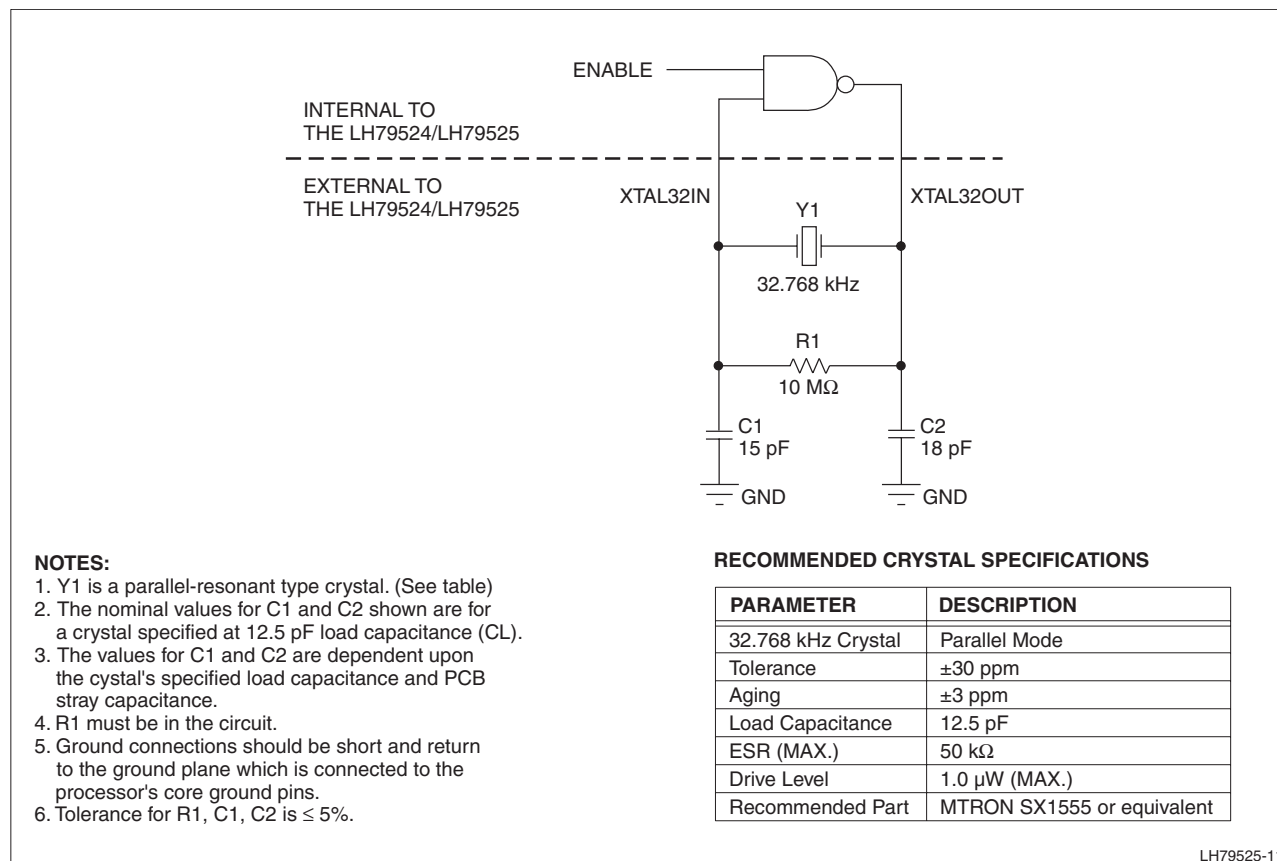 ENABLE
INTERNAL TO
THE LH79524/LH79525
EXTERNAL TO
THE LH79524/LH79525
XTAL32IN
XTAL32OUT
Y1
32.768 kHz
R1
10 MΩ
C1
15 pF
C2
18 pF
GND
GND
NOTES:
1. Y1 is a parallel-resonant type crystal. (See table)
2. The nominal values for C1 and C2 shown are for
a crystal specified at 12.5 pF load capacitance (CL).
3. The values for C1 and C2 are dependent upon
the cystal's specified load capacitance and PCB
stray capacitance.
4. R1 must be in the circuit.
5. Ground connections should be short and return
to the ground plane which is connected to the
processor's core ground pins.
6. Tolerance for R1, C1, C2 is ≤ 5%.
RECOMMENDED CRYSTAL SPECIFICATIONS
PARAMETER DESCRIPTION
32.768 kHz Crystal Parallel Mode
Tolerance ±30 ppm
Aging ±3 ppm
Load Capacitance 12.5 pF
ESR (MAX.) 50 kΩ
Drive Level 1.0 µW (MAX.)
Recommended Part MTRON SX1555 or equivalent